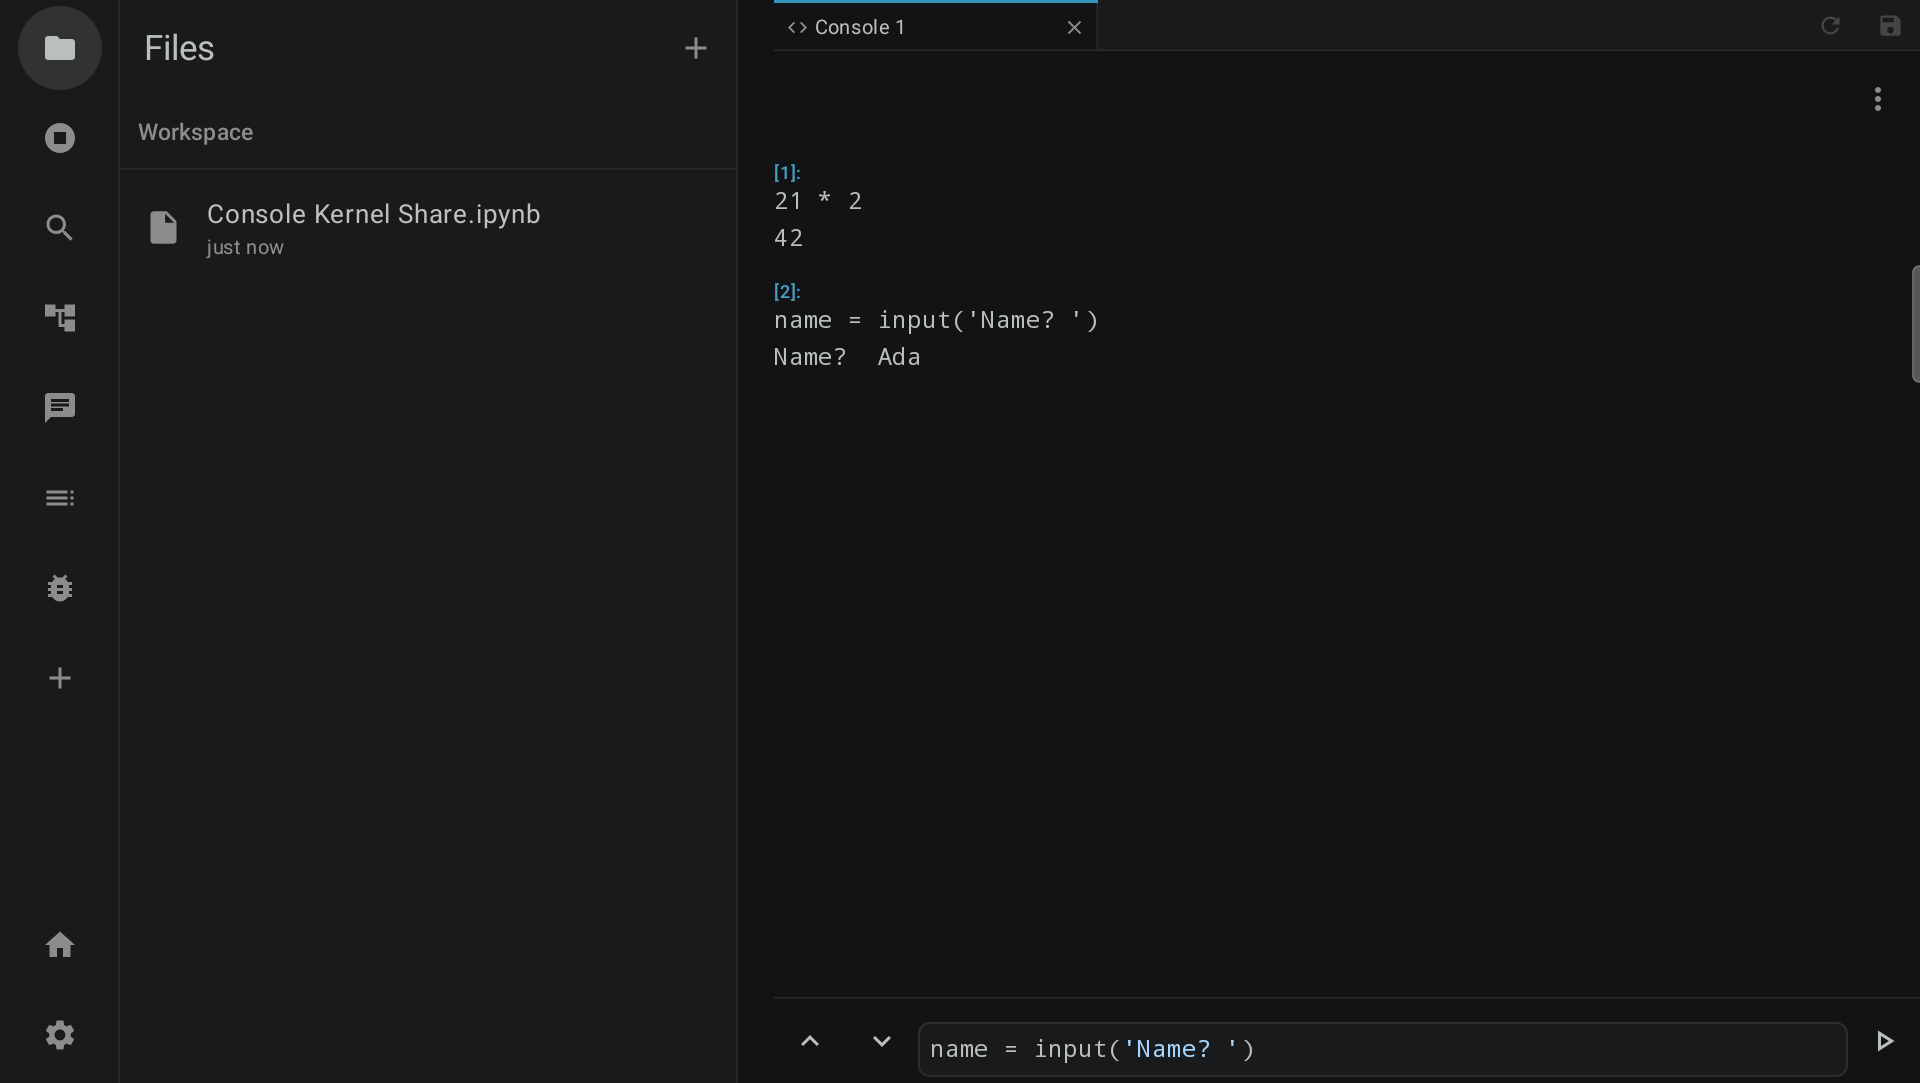 Files
Workspace
Console Kernel Share.ipynb
just now
Console 1
[1]:
21 * 2
42
[2]:
name = input('Name? ')
Name?  Ada
name = input('Name? ')